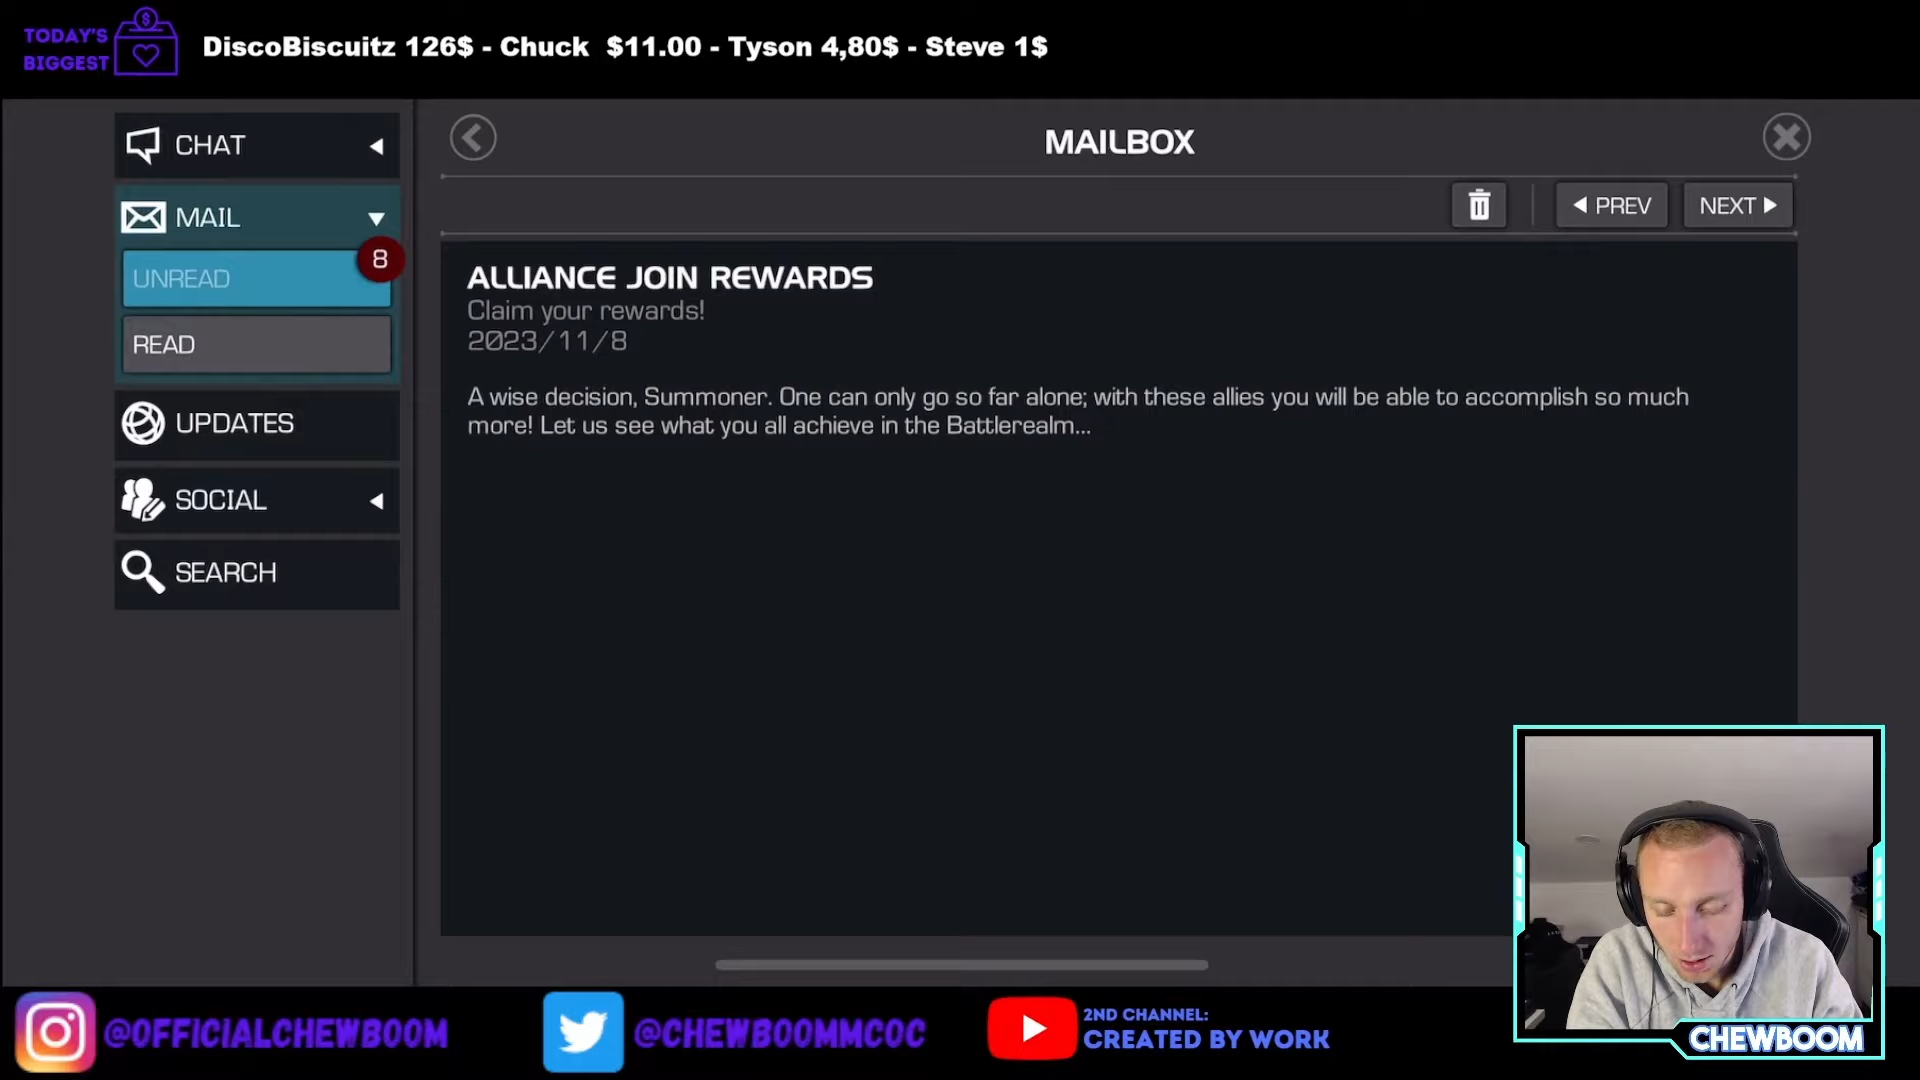 TODAY'S
BIGGEST
$
DiscoBiscuitz 126$ - Chuck $11.00 - Tyson 4,80$ - Steve 1$
CHAT
MAIL
8
UNREAD
READ
UPDATES
SOCIAL
SEARCH
MAILBOX
PREV
NEXT
ALLIANCE JOIN REWARDS
Claim your rewards!
2023/11/8
A wise decision, Summoner. One can only go so far alone; with these allies you will be able to accomplish so much
more! Let us see what you all achieve in the Battlerealm...
CHEWBOOM
@OFFICIALCHEWBOOM
@CHEWBOOMMCOC
2ND CHANNEL:
CREATED BY WORK